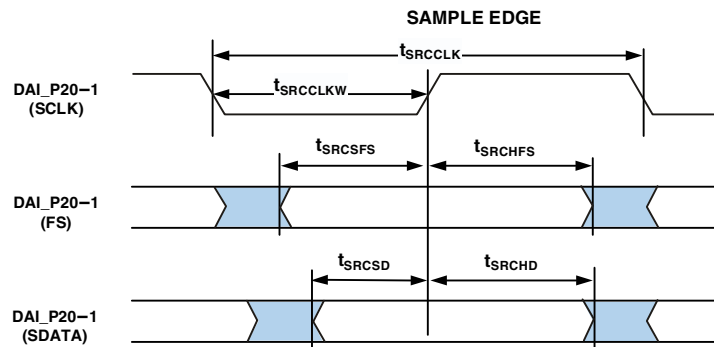 SAMPLE EDGE
tSRCCLK
DAI_P20–1
(SCLK)
tSRCCLKW
tSRCSFS
tSRCHFS
DAI_P20–1
(FS)
tSRCSD
tSRCHD
DAI_P20–1
(SDATA)